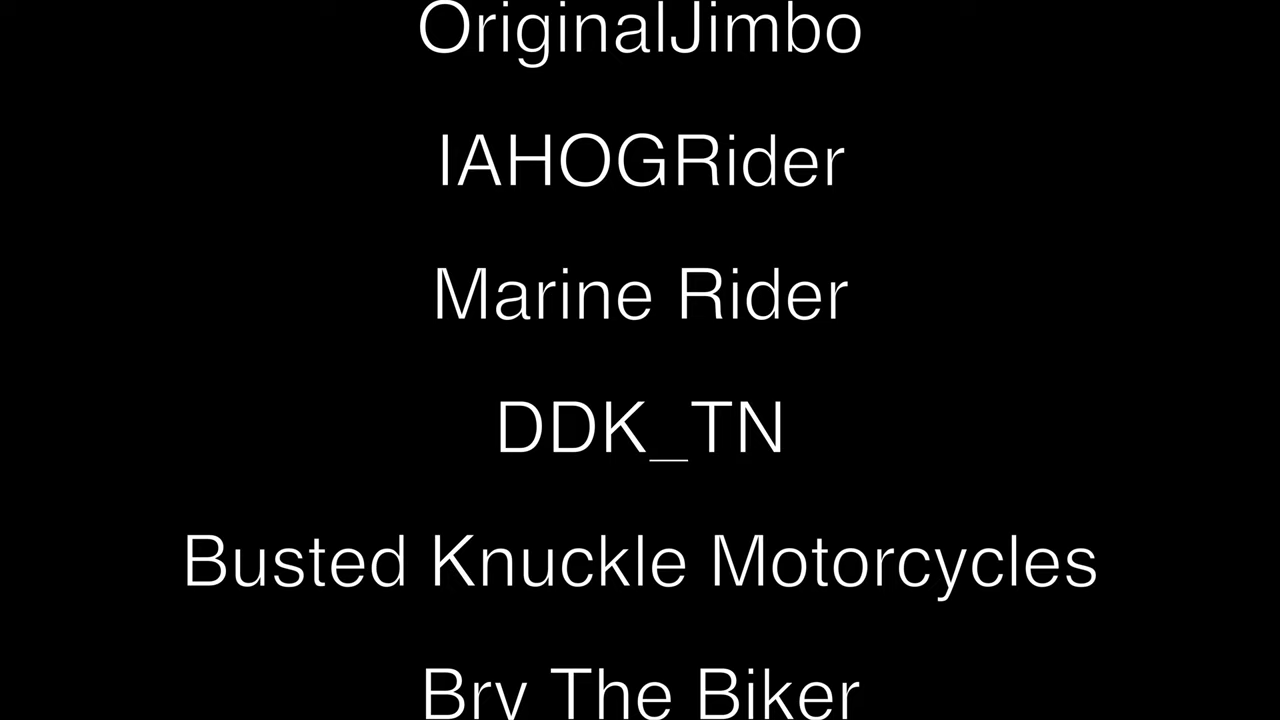 OriginalJimbo
IAHOGRider
Marine Rider
DDK_TN
Busted Knuckle Motorcycles
Bry The Biker